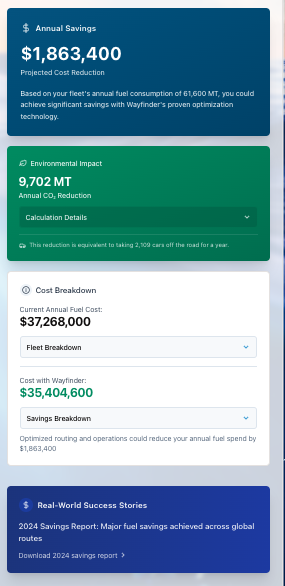 Annual Savings
$1,863,400
Projected Cost Reduction
Based on your fleet's annual fuel consumption of 61,600 MT, you could
achieve significant savings with Wayfinder's proven optimization
technology.
Environmental Impact
9,702 MT
Annual CO₂ Reduction
Calculation Details
This reduction is equivalent to taking 2,109 cars off the road for a year.
Cost Breakdown
Current Annual Fuel Cost:
$37,268,000
Fleet Breakdown
Cost with Wayfinder:
$35,404,600
Savings Breakdown
Optimized routing and operations could reduce your annual fuel spend by
$1,863,400
Real-World Success Stories
2024 Savings Report: Major fuel savings achieved across global
routes
Download 2024 savings report